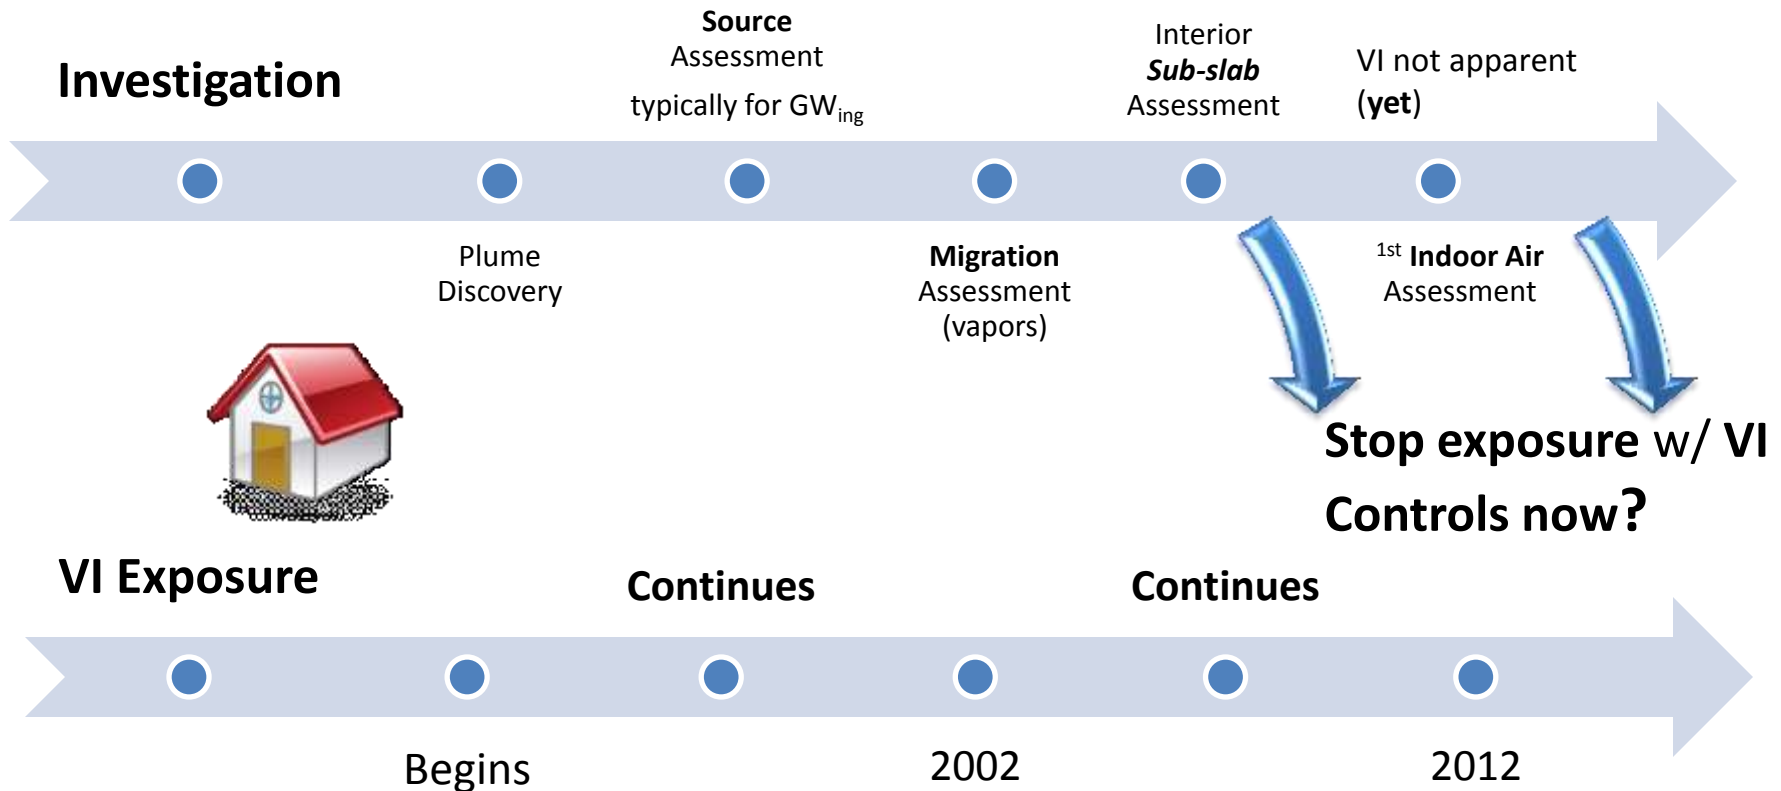 Investigation
Source
Assessment
typically for GWing
Interior
Sub-slab
Assessment
VI not apparent
(yet)
Plume
Discovery
Migration
Assessment
(vapors)
1st Indoor Air
Assessment
Stop exposure w/ VI
Controls now?
VI Exposure
Continues
Continues
Begins
2002
2012